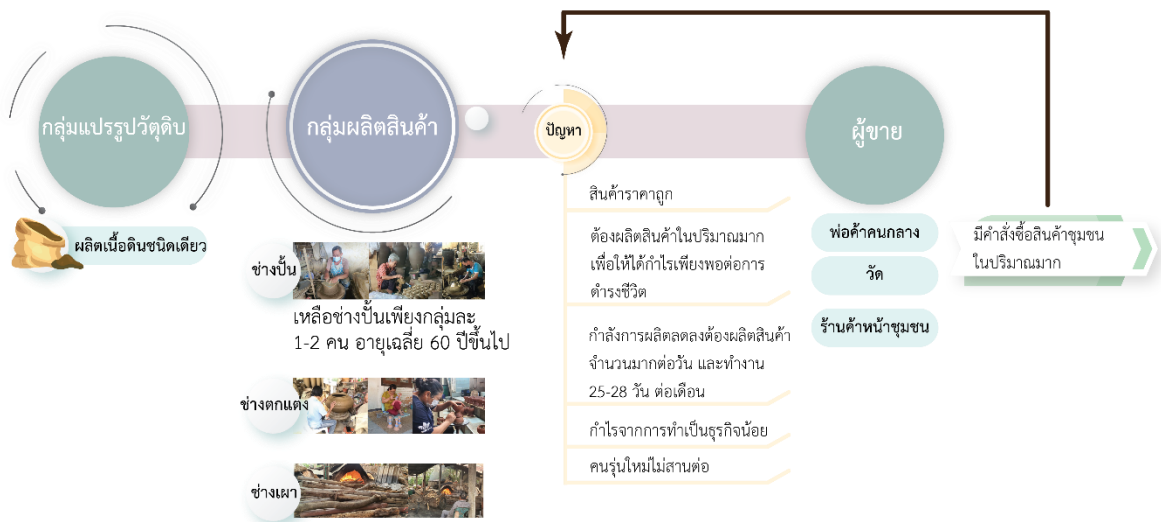 กลุ่มแปรรูปวัตุดิบ
ผลิตเนื้อดินชนิดเดียว
กลุ่มผลิตสินค้า
ช่างปั้น
เหลือช่างปั้นเพียงกลุ่มละ
1-2 คน อายุเฉลี่ย 60 ปีขึ้นไป
ช่างตกแต่ง
ช่างเผา
ปัญหา
สินค้าราคาถูก
ต้องผลิตสินค้าในปริมาณมาก
เพื่อให้ได้กำไรเพียงพอต่อการ
ดำรงชีวิต
กำลังการผลิตลดลงต้องผลิตสินค้า
จำนวนมากต่อวัน และทำงาน
25-28 วัน ต่อเดือน
กำไรจากการทำเป็นธุรกิจน้อย
คนรุ่นใหม่ไม่สานต่อ
ผู้ขาย
พ่อค้าคนกลาง
วัด
ร้านค้าหน้าชุมชน
มีคำสั่งซื้อสินค้าชุมชน
ในปริมาณมาก